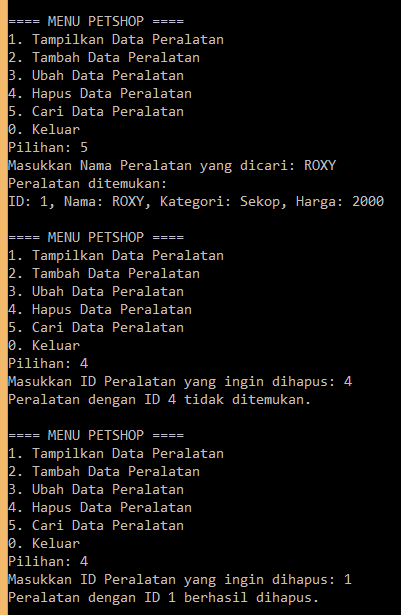 ==== MENU PETSHOP ====
1. Tampilkan Data Peralatan
2. Tambah Data Peralatan
3. Ubah Data Peralatan
4. Hapus Data Peralatan
5. Cari Data Peralatan
0. Keluar
Pilihan: 5
Masukkan Nama Peralatan yang dicari: ROXY
Peralatan ditemukan:
ID: 1, Nama: ROXY, Kategori: Sekop, Harga: 2000
==== MENU PETSHOP ====
1. Tampilkan Data Peralatan
2. Tambah Data Peralatan
3. Ubah Data Peralatan
4. Hapus Data Peralatan
5. Cari Data Peralatan
0. Keluar
Pilihan: 4
Masukkan ID Peralatan yang ingin dihapus: 4
Peralatan dengan ID 4 tidak ditemukan.
==== MENU PETSHOP ====
1. Tampilkan Data Peralatan
2. Tambah Data Peralatan
3. Ubah Data Peralatan
4. Hapus Data Peralatan
5. Cari Data Peralatan
0. Keluar
Pilihan: 4
Masukkan ID Peralatan yang ingin dihapus: 1
Peralatan dengan ID 1 berhasil dihapus.